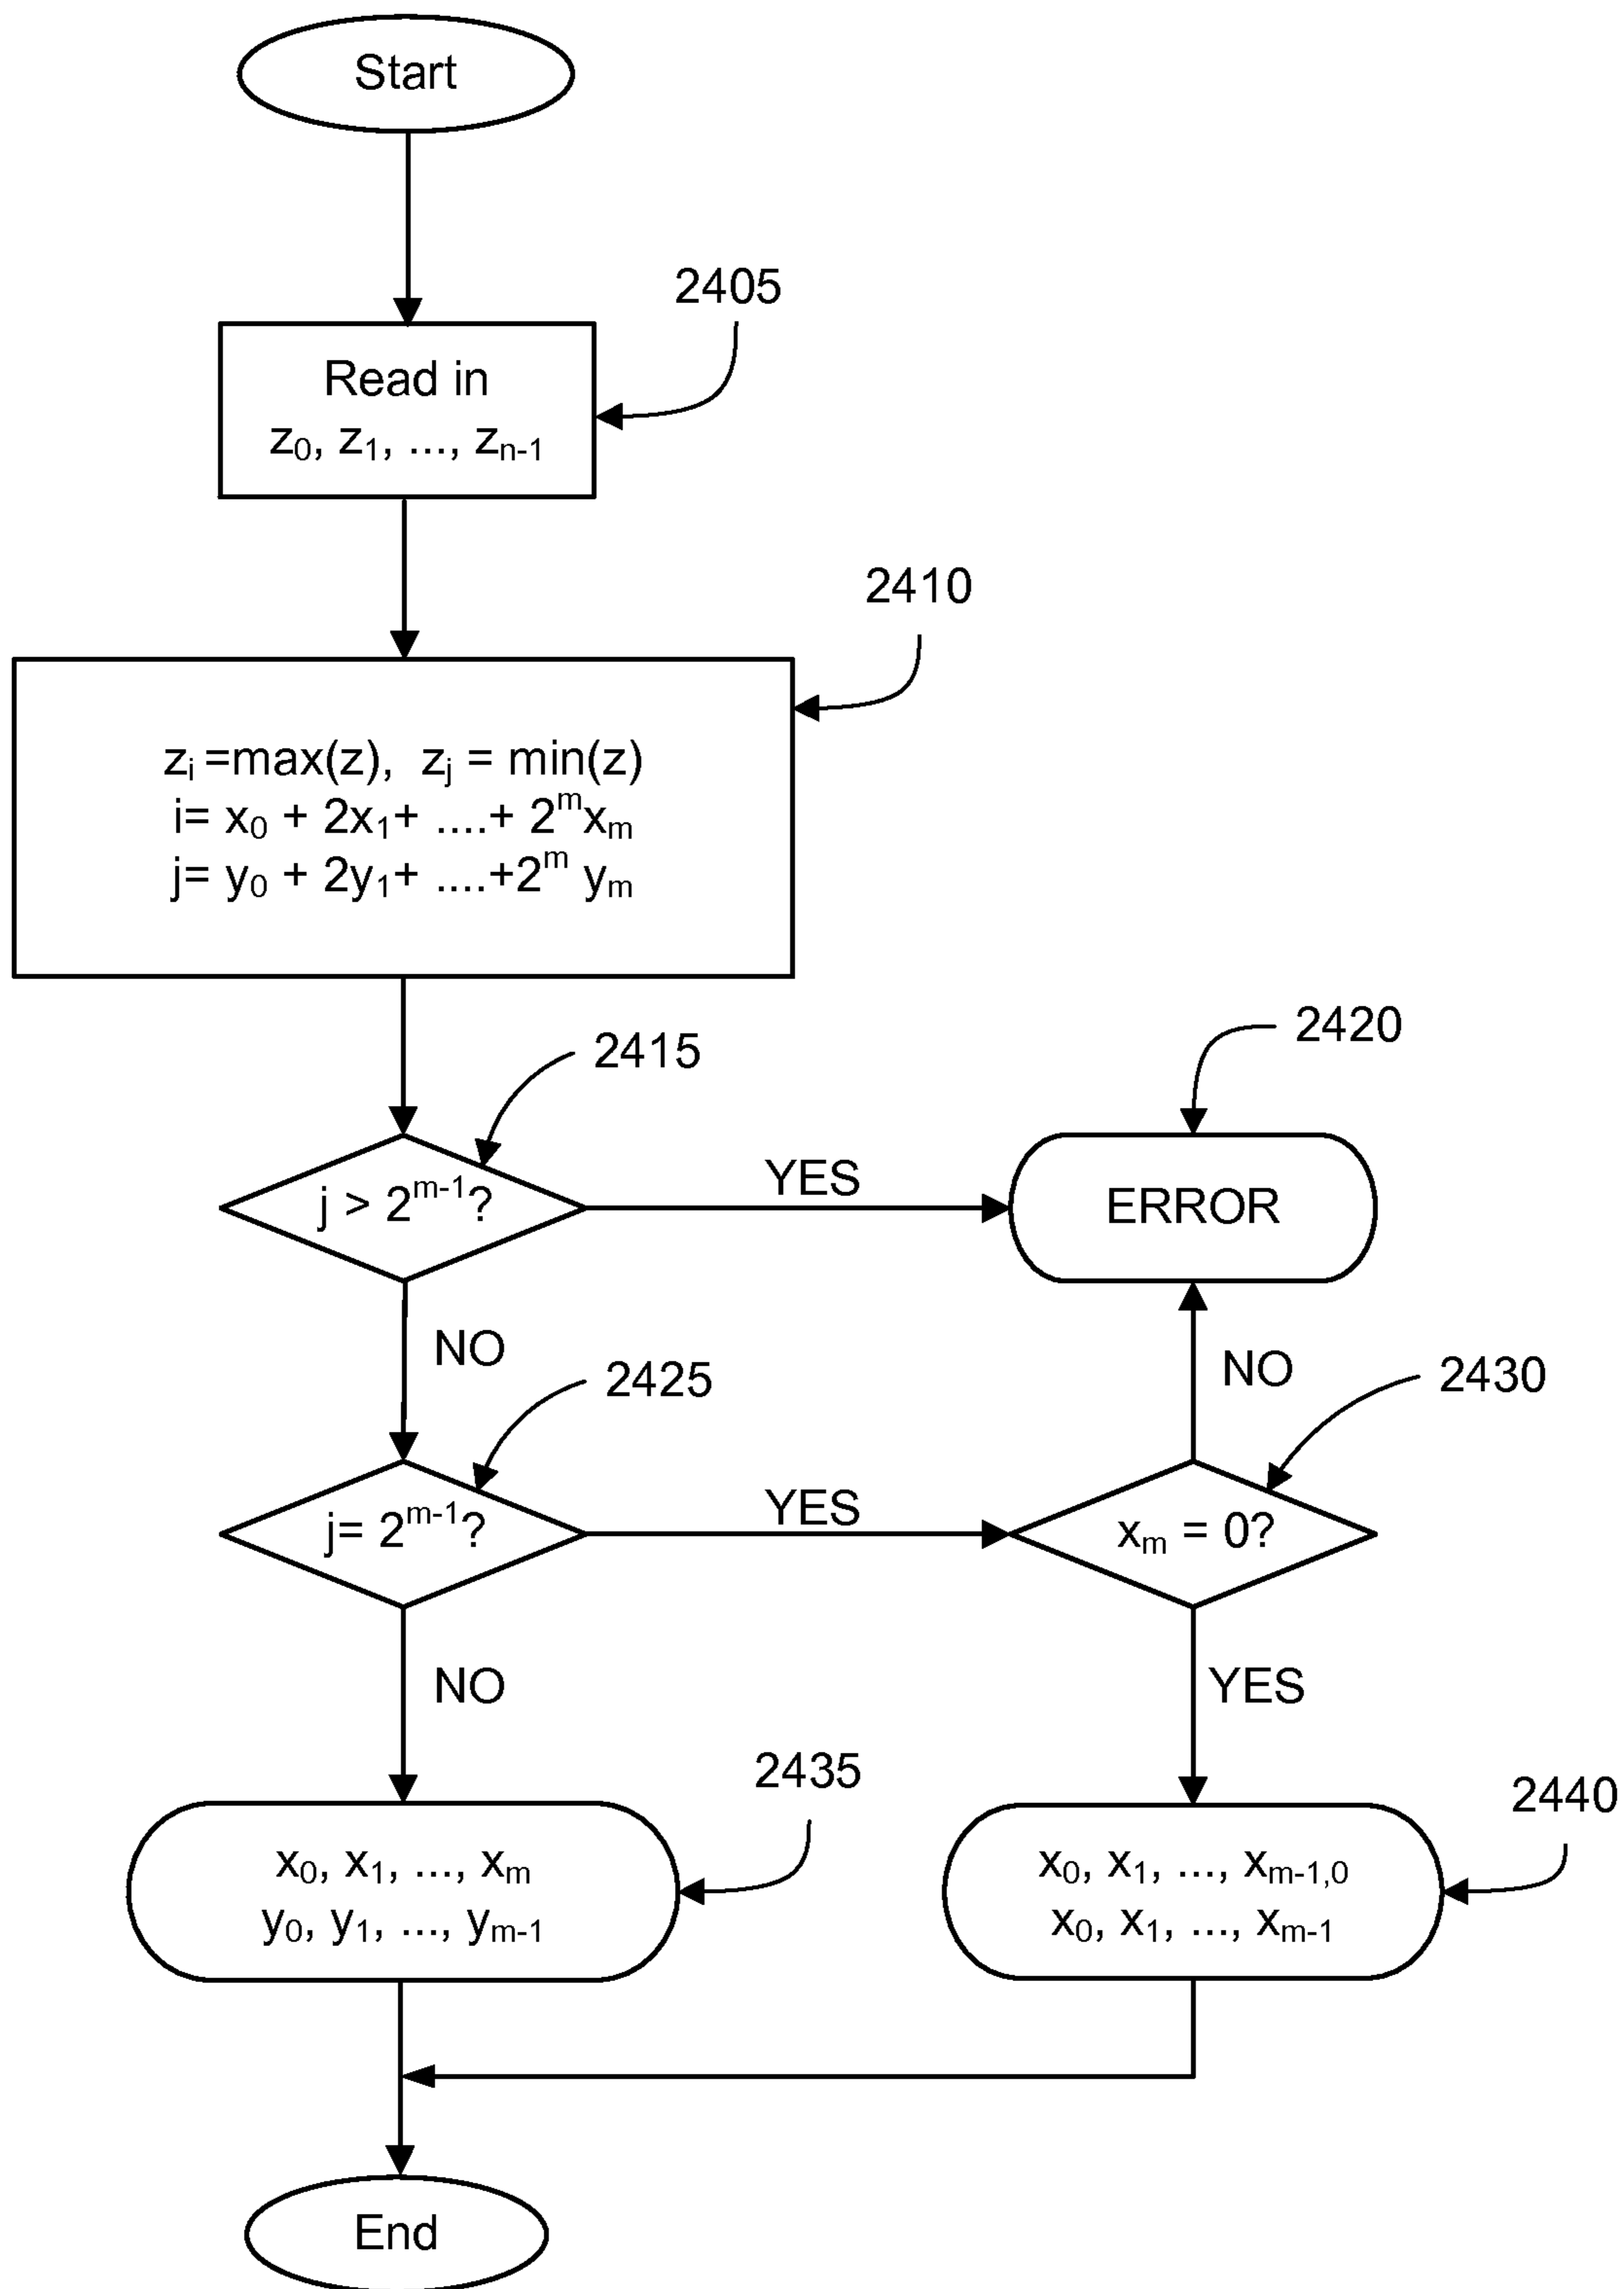 Start
2405
Read in
z₀, z₁, ..., zₙ₋₁
2410
zᵢ =max(z), zⱼ = min(z)
i= x₀ + 2x₁+ ....+ 2ᵐxₘ
j= y₀ + 2y₁+ ....+2ᵐ yₘ
2415
2420
j > 2ᵐ⁻¹?
YES
ERROR
NO
NO
2425
2430
j= 2ᵐ⁻¹?
YES
xₘ = 0?
NO
YES
2435
2440
x₀, x₁, ..., xₘ
y₀, y₁, ..., yₘ₋₁
x₀, x₁, ..., xₘ₋₁,₀
x₀, x₁, ..., xₘ₋₁
End